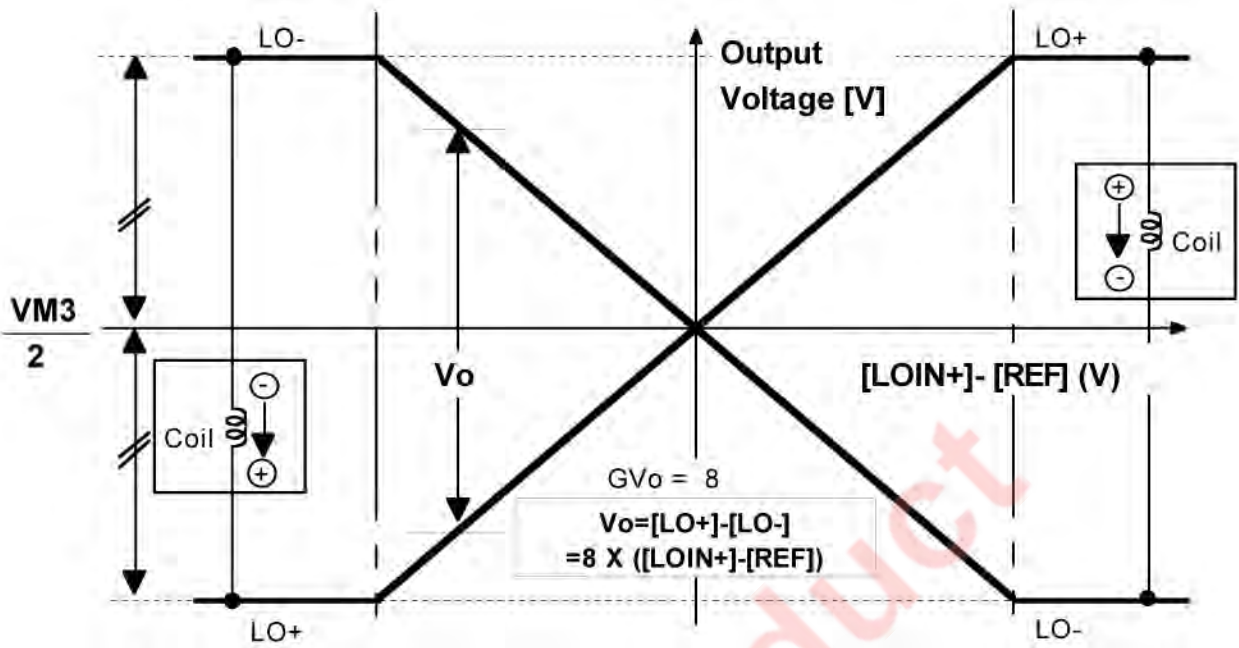 LO-
LO+
Output
Voltage [V]
+
Coil
-
VM3
2
Vo
[LOIN+]- [REF] (V)
-
Coil
+
GVo = 8
Vo=[LO+]-[LO-]
=8 X ([LOIN+]-[REF])
duct
LO+
LO-